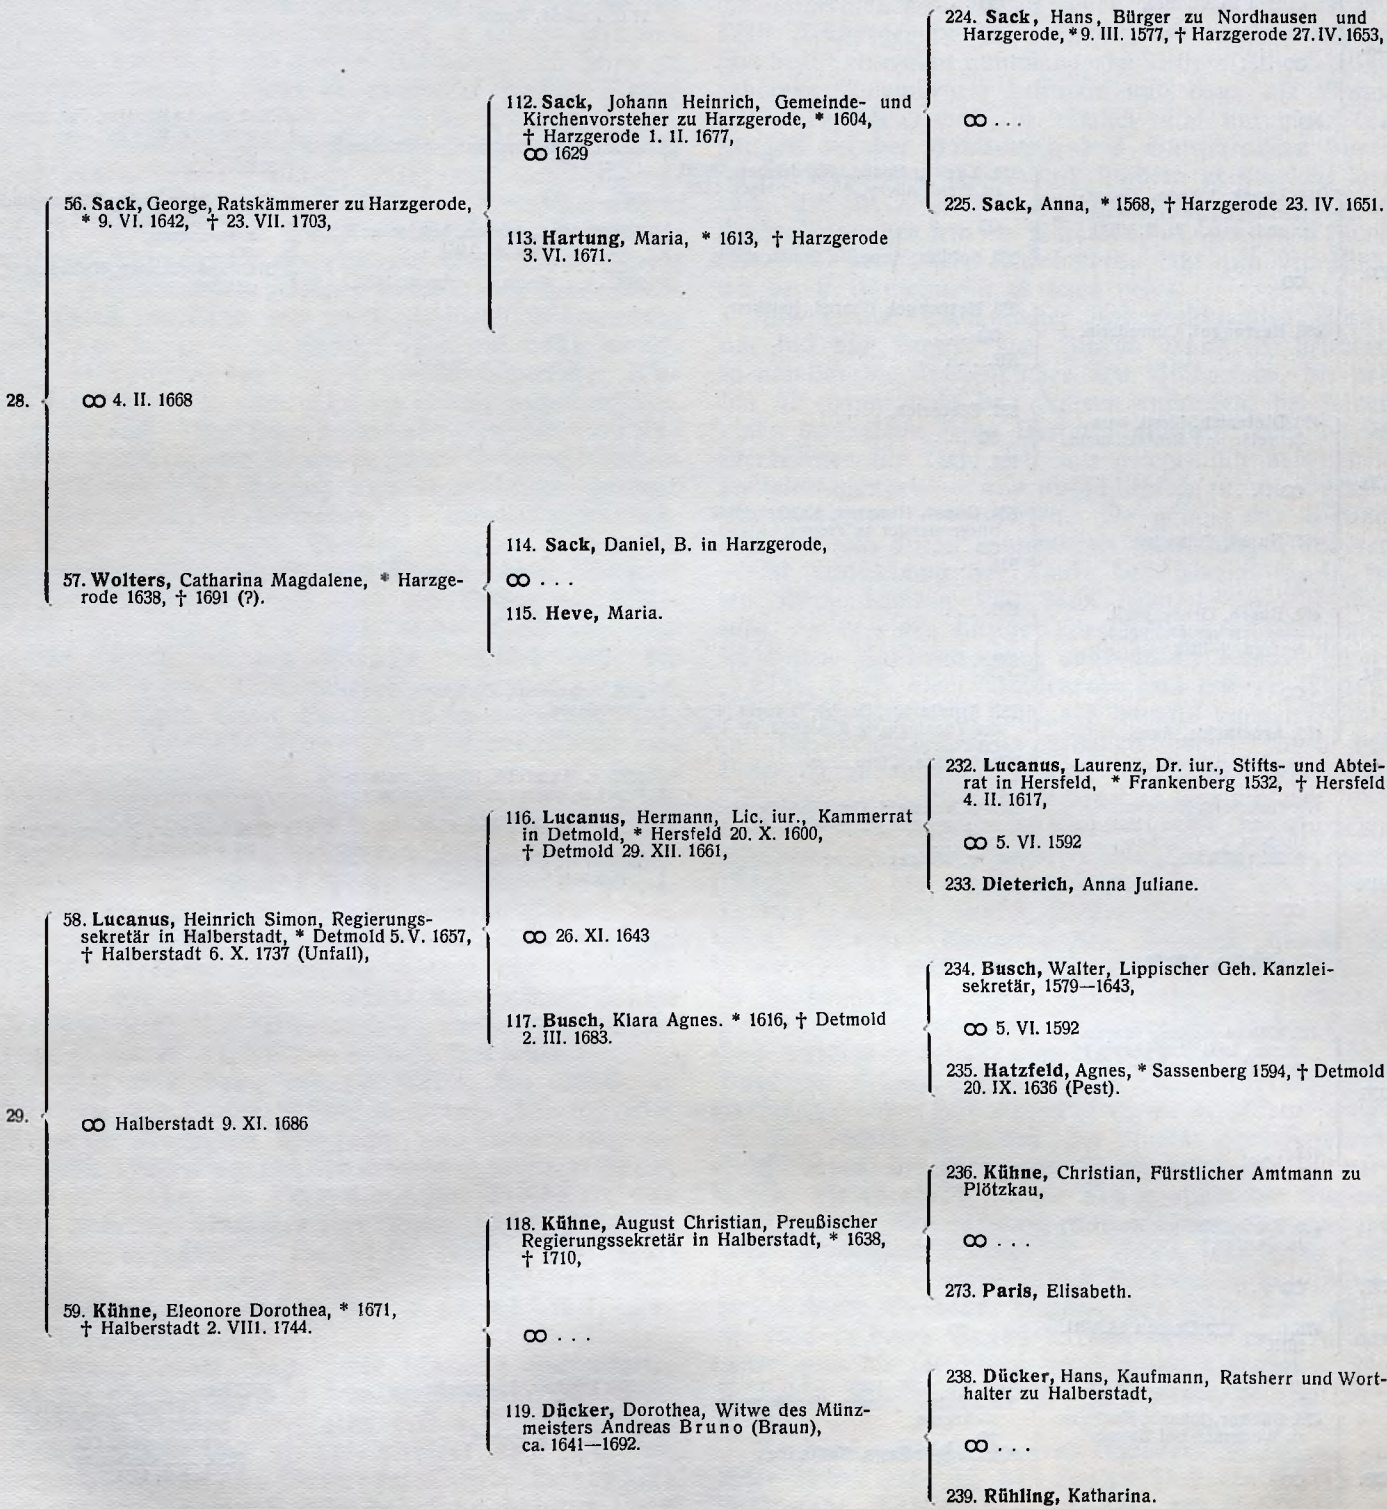 224. Sack, Hans, Bürger zu Nordhausen und
Harzgerode, * 9. III. 1577, † Harzgerode 27. IV. 1653,
∞ . . .
225. Sack, Anna, * 1568, † Harzgerode 23. IV. 1651.
112. Sack, Johann Heinrich, Gemeinde- und
Kirchenvorsteher zu Harzgerode, * 1604,
† Harzgerode 1. II. 1677,
∞ 1629
113. Hartung, Maria, * 1613, † Harzgerode
3. VI. 1671.
56. Sack, George, Ratskämmerer zu Harzgerode,
* 9. VI. 1642, † 23. VII. 1703,
28.
∞ 4. II. 1668
57. Wolters, Catharina Magdalene, * Harzge-
rode 1638, † 1691 (?).
114. Sack, Daniel, B. in Harzgerode,
∞ . . .
115. Heve, Maria.
232. Lucanus, Laurenz, Dr. iur., Stifts- und Abtei-
rat in Hersfeld, * Frankenberg 1532, † Hersfeld
4. II. 1617,
∞ 5. VI. 1592
233. Dieterich, Anna Juliane.
116. Lucanus, Hermann, Lic. iur., Kammerrat
in Detmold, * Hersfeld 20. X. 1600,
† Detmold 29. XII. 1661,
∞ 26. XI. 1643
117. Busch, Klara Agnes. * 1616, † Detmold
2. III. 1683.
234. Busch, Walter, Lippischer Geh. Kanzlei-
sekretär, 1579—1643,
∞ 5. VI. 1592
235. Hatzfeld, Agnes, * Sassenberg 1594, † Detmold
20. IX. 1636 (Pest).
58. Lucanus, Heinrich Simon, Regierungs-
sekretär in Halberstadt, * Detmold 5. V. 1657,
† Halberstadt 6. X. 1737 (Unfall),
29.
∞ Halberstadt 9. XI. 1686
59. Kühne, Eleonore Dorothea, * 1671,
† Halberstadt 2. VIII. 1744.
236. Kühne, Christian, Fürstlicher Amtmann zu
Plötzkau,
∞ . . .
273. Paris, Elisabeth.
118. Kühne, August Christian, Preußischer
Regierungssekretär in Halberstadt, * 1638,
† 1710,
∞ . . .
119. Dücker, Dorothea, Witwe des Münz-
meisters Andreas Bruno (Braun),
ca. 1641—1692.
238. Dücker, Hans, Kaufmann, Ratsherr und Wort-
halter zu Halberstadt,
∞ . . .
239. Rühling, Katharina.